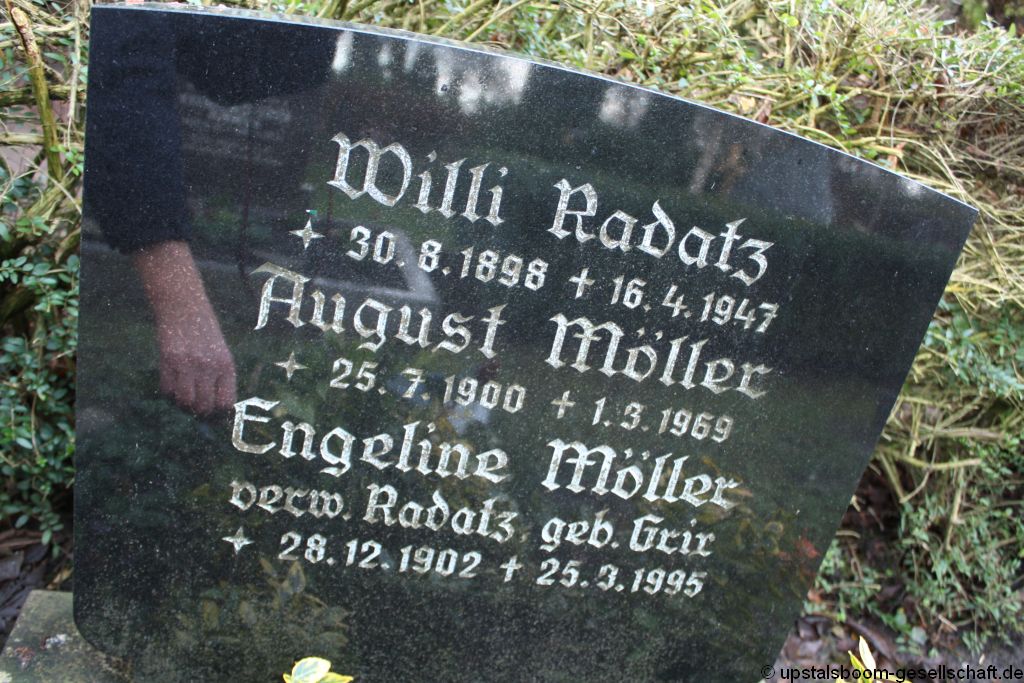 Willi Radatz
30. 8. 1898 + 16. 4. 1947
August Möller
25. 7. 1900 + 1. 3. 1969
Engeline Möller
verw. Radatz geb. Grix
28. 12. 1902 + 25. 3. 1995
© upstalsboom-gesellschaft.de